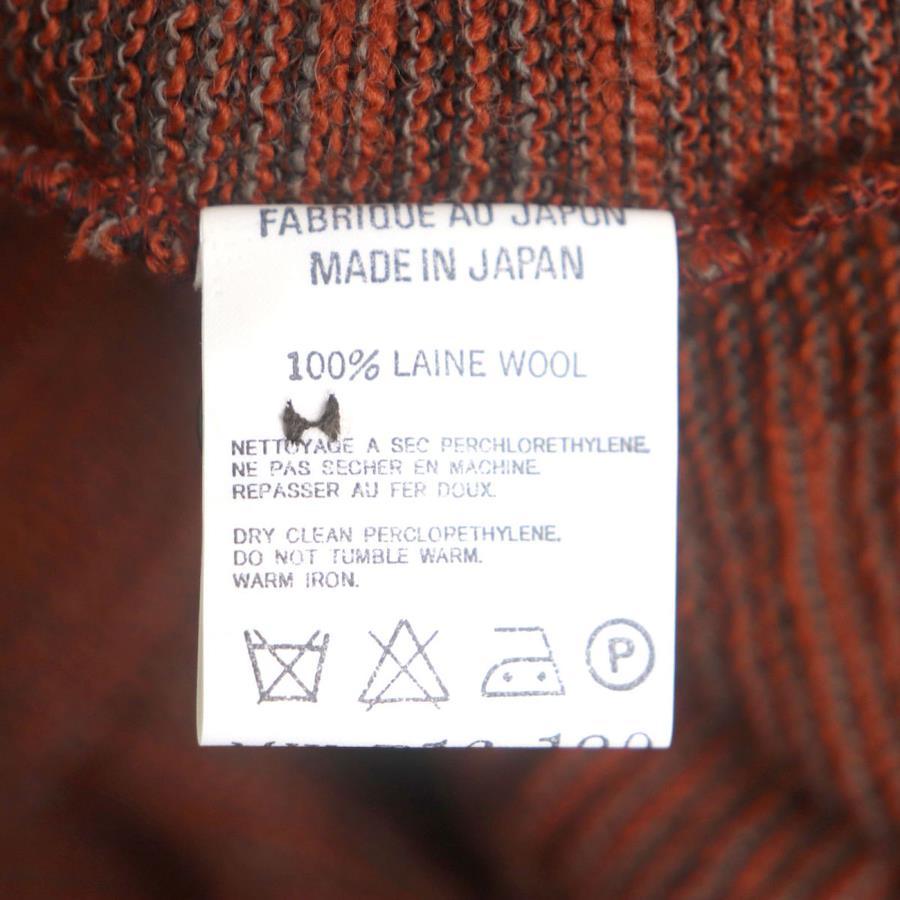 FABRIQUE AU JAPON
MADE IN JAPAN
100% LAINE WOOL
NETTOYAGE A SEC PERCHLORETHYLENE.
NE PAS SECHER EN MACHINE.
REPASSER AU FER DOUX.
DRY CLEAN PERCLOPETHYLENE.
DO NOT TUMBLE WARM.
WARM IRON.
P